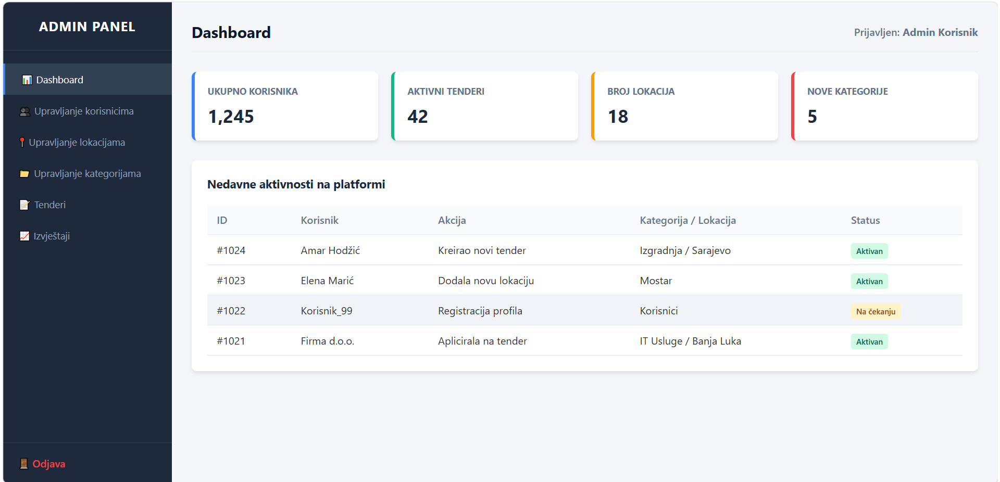 ADMIN PANEL
Dashboard
Upravljanje korisnicima
Upravljanje lokacijama
Upravljanje kategorijama
Tenderi
Izvještaji
Odjava
Dashboard
Prijavljen: Admin Korisnik
UKUPNO KORISNIKA
1,245
AKTIVNI TENDERI
42
BROJ LOKACIJA
18
NOVE KATEGORIJE
5
Nedavne aktivnosti na platformi
ID Korisnik Akcija Kategorija / Lokacija Status
#1024 Amar Hodžić Kreirao novi tender Izgradnja / Sarajevo Aktivan
#1023 Elena Marić Dodala novu lokaciju Mostar Aktivan
#1022 Korisnik_99 Registracija profila Korisnici Na čekanju
#1021 Firma d.o.o. Aplicirala na tender IT Usluge / Banja Luka Aktivan